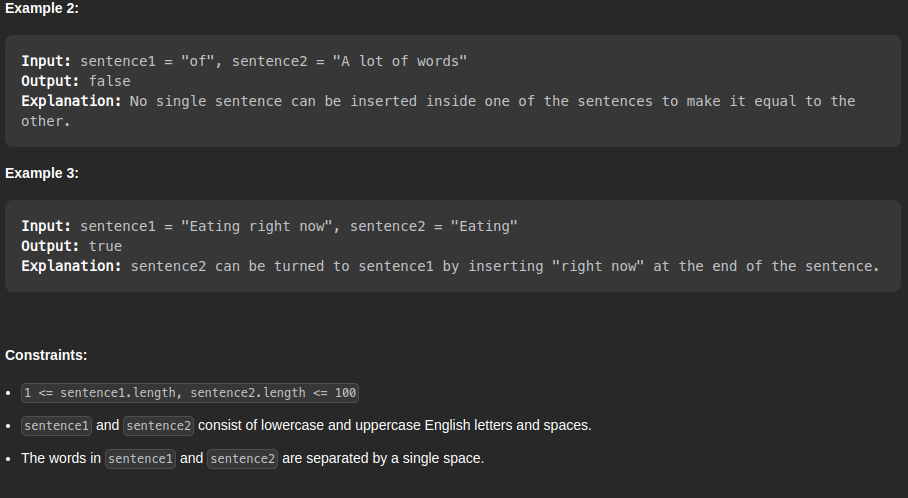 Example 2:
Input: sentence1 = "of", sentence2 = "A lot of words"
Output: false
Explanation: No single sentence can be inserted inside one of the sentences to make it equal to the
other.
Example 3:
Input: sentence1 = "Eating right now", sentence2 = "Eating"
Output: true
Explanation: sentence2 can be turned to sentence1 by inserting "right now" at the end of the sentence.
Constraints:
• 1 <= sentence1.length, sentence2.length <= 100
• sentence1 and sentence2 consist of lowercase and uppercase English letters and spaces.
• The words in sentence1 and sentence2 are separated by a single space.